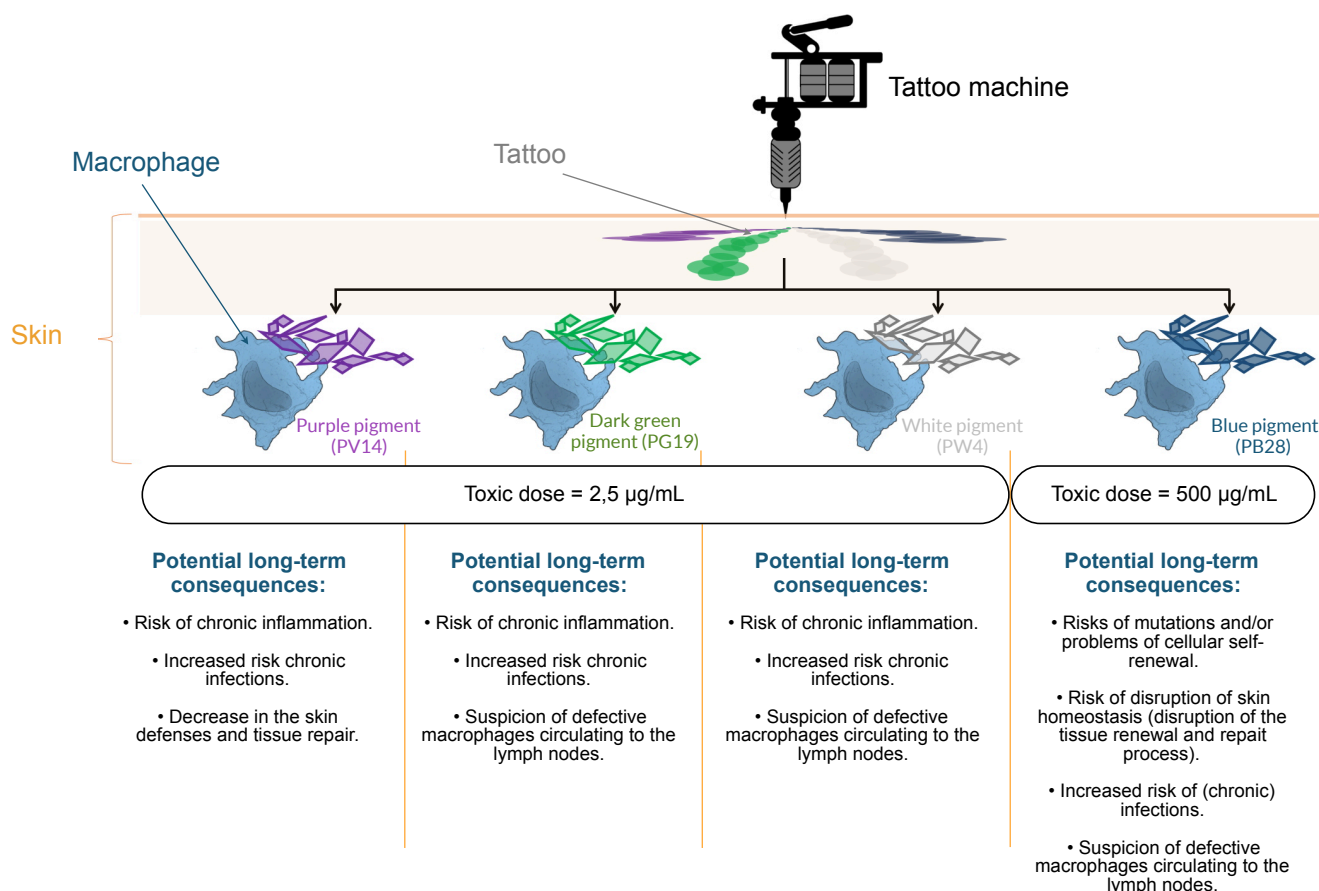 Tattoo machine
Macrophage
Tattoo
Skin
Purple pigment
(PV14)
Dark green
pigment (PG19)
White pigment
(PW4)
Blue pigment
(PB28)
Toxic dose = 2,5 µg/mL
Toxic dose = 500 µg/mL
Potential long-term
consequences:
• Risk of chronic inflammation.
• Increased risk chronic
infections.
• Decrease in the skin
defenses and tissue repair.
Potential long-term
consequences:
• Risk of chronic inflammation.
• Increased risk chronic
infections.
• Suspicion of defective
macrophages circulating to the
lymph nodes.
Potential long-term
consequences:
• Risk of chronic inflammation.
• Increased risk chronic
infections.
• Suspicion of defective
macrophages circulating to the
lymph nodes.
Potential long-term
consequences:
• Risks of mutations and/or
problems of cellular self-
renewal.
• Risk of disruption of skin
homeostasis (disruption of the
tissue renewal and repait
process).
• Increased risk of (chronic)
infections.
• Suspicion of defective
macrophages circulating to the
lymph nodes.